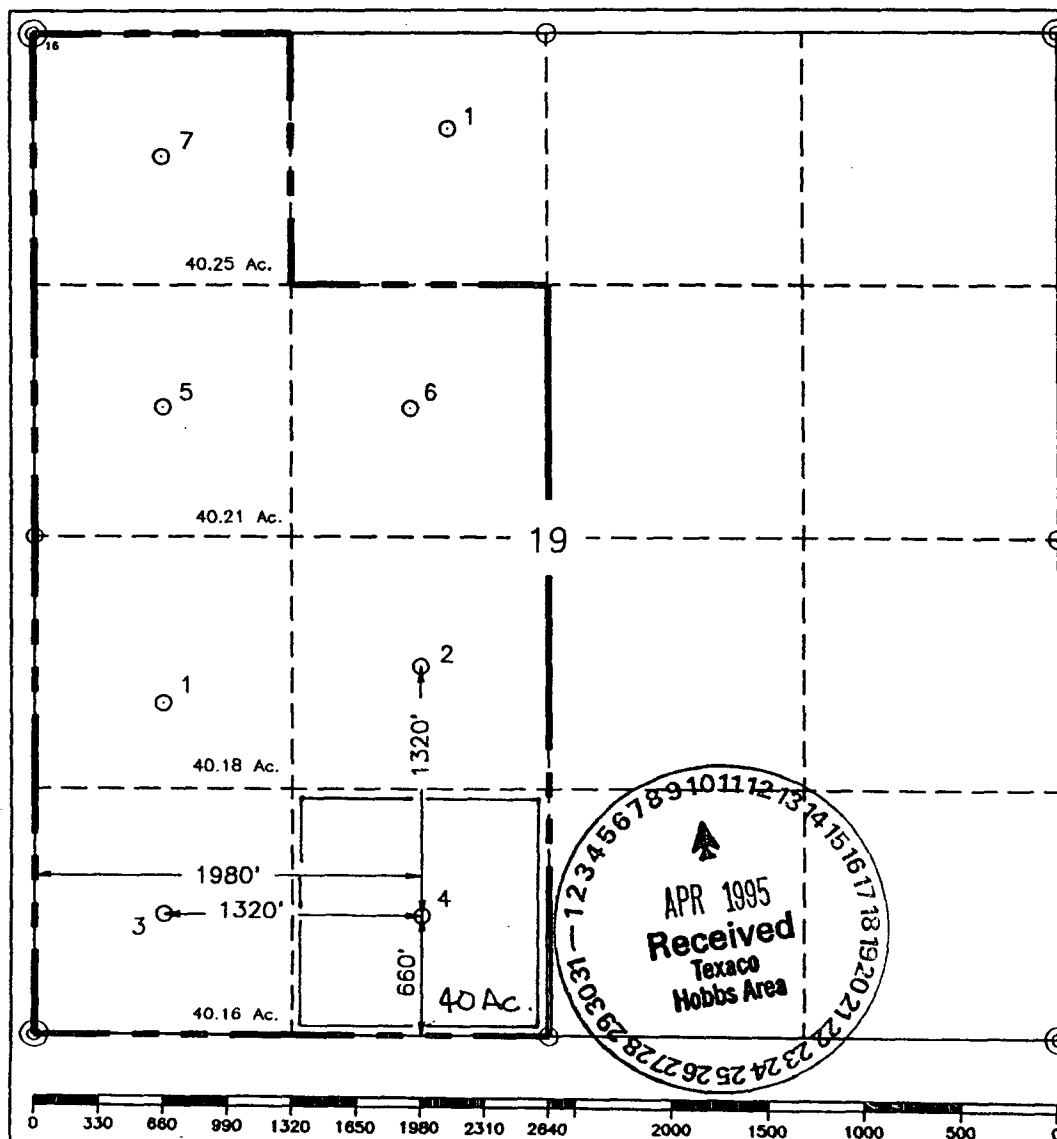 16
7
1
40.25 Ac.
5
6
40.21 Ac.
19
2
1
1320'
40.18 Ac.
1980'
3
1320'
4
660'
40 Ac.
40.16 Ac.
1 2 3 4 5 6 7 8 9 10 11 12 13 14 15 16 17 18 19 20 21 22 23 24 25 26 27 28 29 30 31
APR 1995
Received
Texaco
Hobbs Area
0 330 660 990 1320 1650 1980 2310 2640 2000 1500 1000 500 0